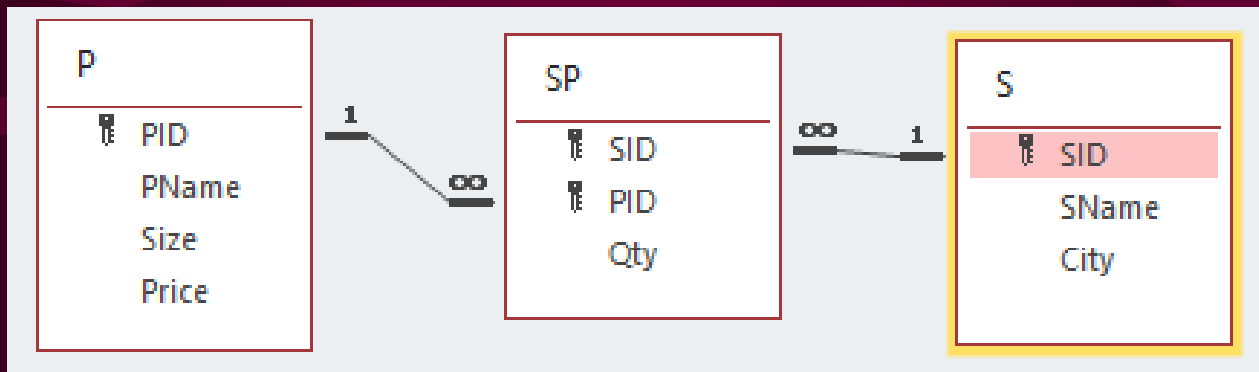 P
PID
PName
Size
Price
1
∞
SP
SID
PID
Qty
∞
1
S
SID
SName
City